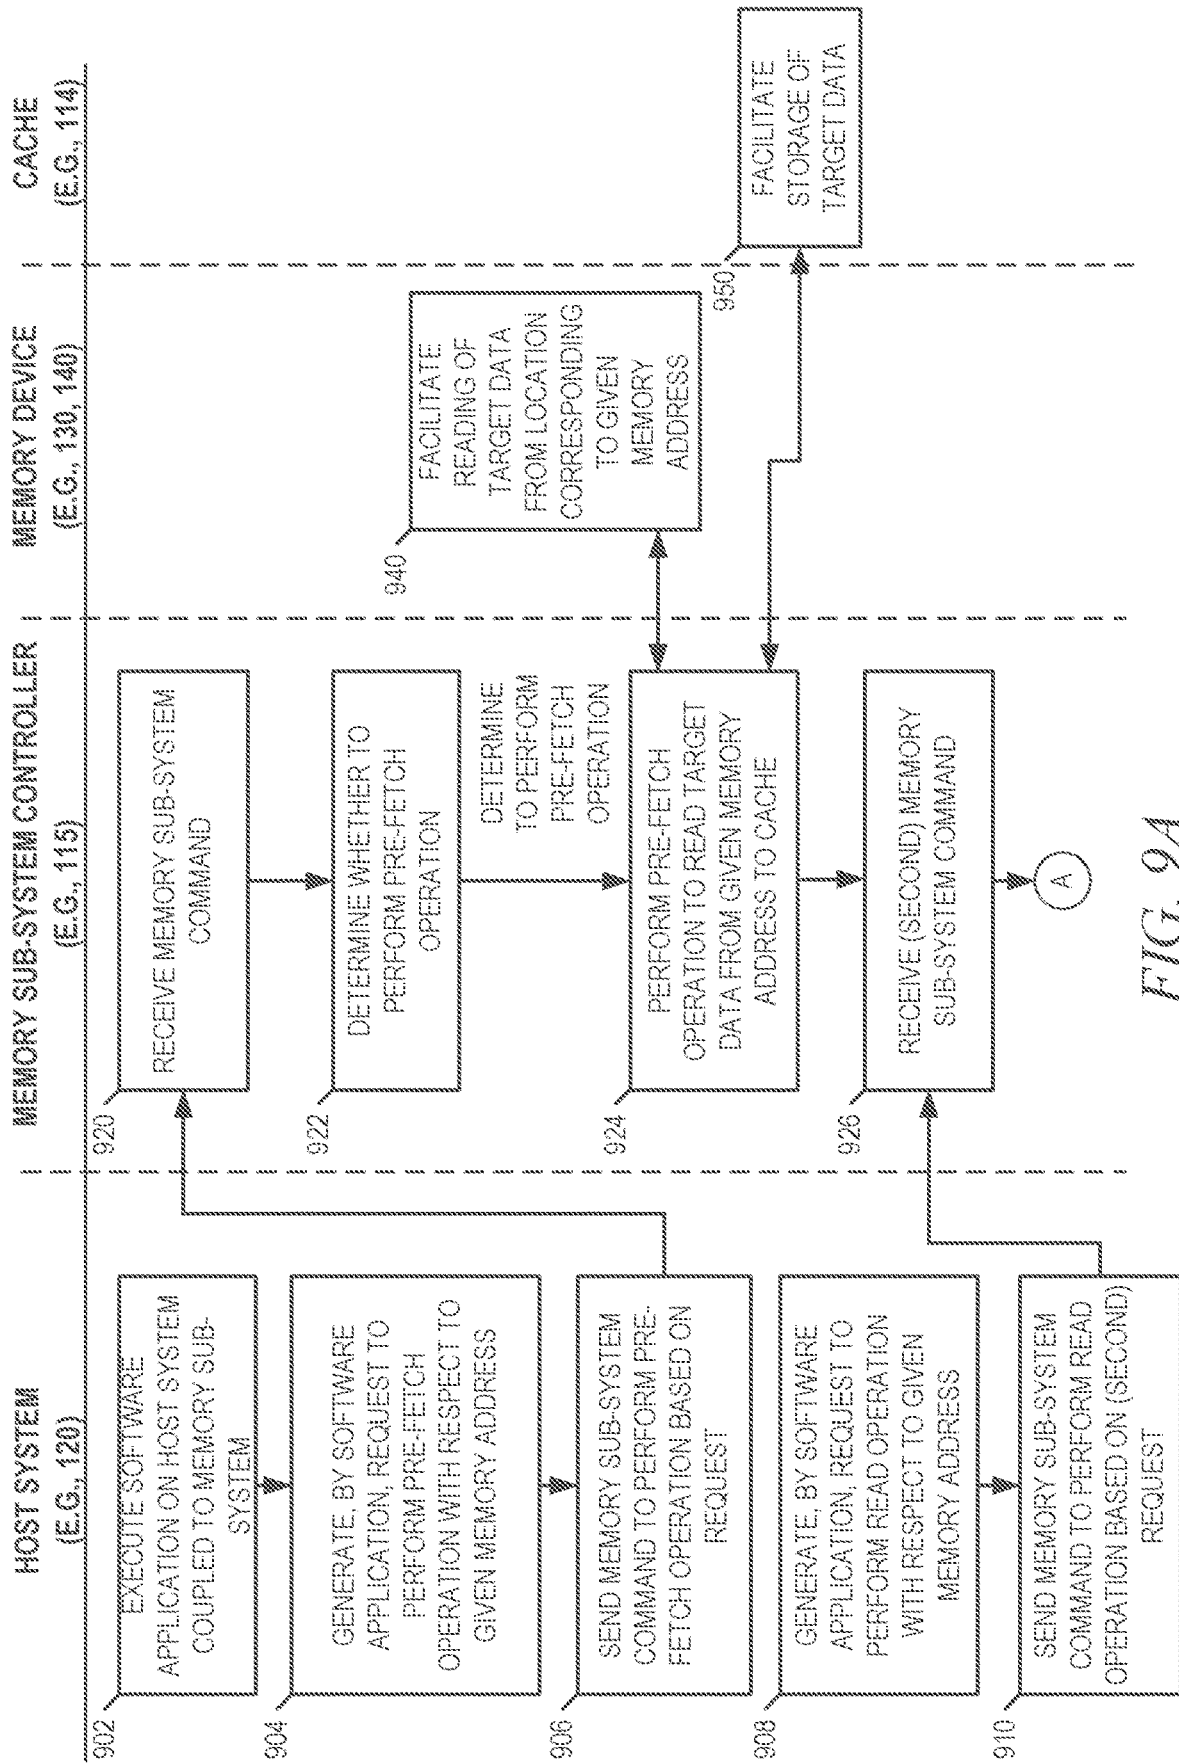 HOST SYSTEM
(E.G., 120)
MEMORY SUB-SYSTEM CONTROLLER
(E.G., 115)
MEMORY DEVICE
(E.G., 130, 140)
CACHE
(E.G., 114)
902
EXECUTE SOFTWARE
APPLICATION ON HOST SYSTEM
COUPLED TO MEMORY SUB-
SYSTEM
904
GENERATE, BY SOFTWARE
APPLICATION, REQUEST TO
PERFORM PRE-FETCH
OPERATION WITH RESPECT TO
GIVEN MEMORY ADDRESS
906
SEND MEMORY SUB-SYSTEM
COMMAND TO PERFORM PRE-
FETCH OPERATION BASED ON
REQUEST
908
GENERATE, BY SOFTWARE
APPLICATION, REQUEST TO
PERFORM READ OPERATION
WITH RESPECT TO GIVEN
MEMORY ADDRESS
910
SEND MEMORY SUB-SYSTEM
COMMAND TO PERFORM READ
OPERATION BASED ON (SECOND)
REQUEST
920
RECEIVE MEMORY SUB-SYSTEM
COMMAND
922
DETERMINE WHETHER TO
PERFORM PRE-FETCH
OPERATION
DETERMINE
TO PERFORM
PRE-FETCH
OPERATION
924
PERFORM PRE-FETCH
OPERATION TO READ TARGET
DATA FROM GIVEN MEMORY
ADDRESS TO CACHE
926
RECEIVE (SECOND) MEMORY
SUB-SYSTEM COMMAND
A
940
FACILITATE
READING OF
TARGET DATA
FROM LOCATION
CORRESPONDING
TO GIVEN
MEMORY
ADDRESS
950
FACILITATE
STORAGE OF
TARGET DATA
FIG. 9A